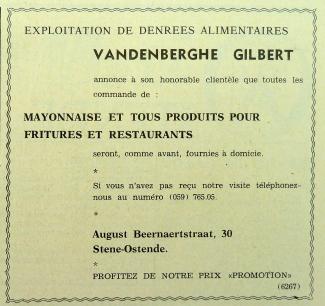 EXPLOITATION DE DENREES ALIMENTAIRES
VANDENBERGHE GILBERT
annonce à son honorable clientèle que toutes les
commande de :
MAYONNAISE ET TOUS PRODUITS POUR
FRITURES ET RESTAURANTS
seront, comme avant, fournies à domicie.
*
Si vous n'avez pas reçu notre visite téléphonez-
nous au numéro (059) 765.05.
*
August Beernaertstraat, 30
Stene-Ostende.
*
PROFITEZ DE NOTRE PRIX «PROMOTION»
(6267)